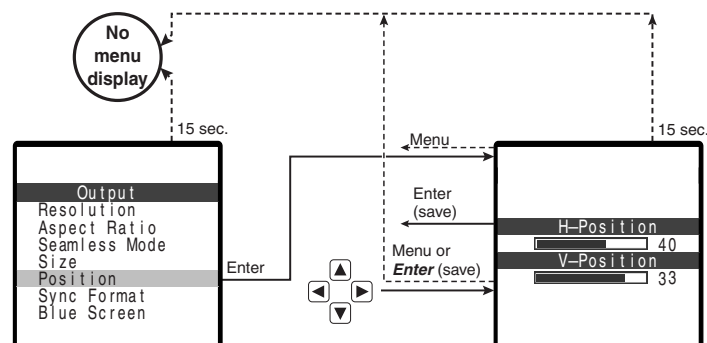 No
menu
display
15 sec.
15 sec.
Output
Resolution
Aspect Ratio
Seamless Mode
Size
Position
Sync Format
Blue Screen
Enter
Menu
Enter
(save)
Menu or
Enter (save)
H–Position
40
V–Position
33